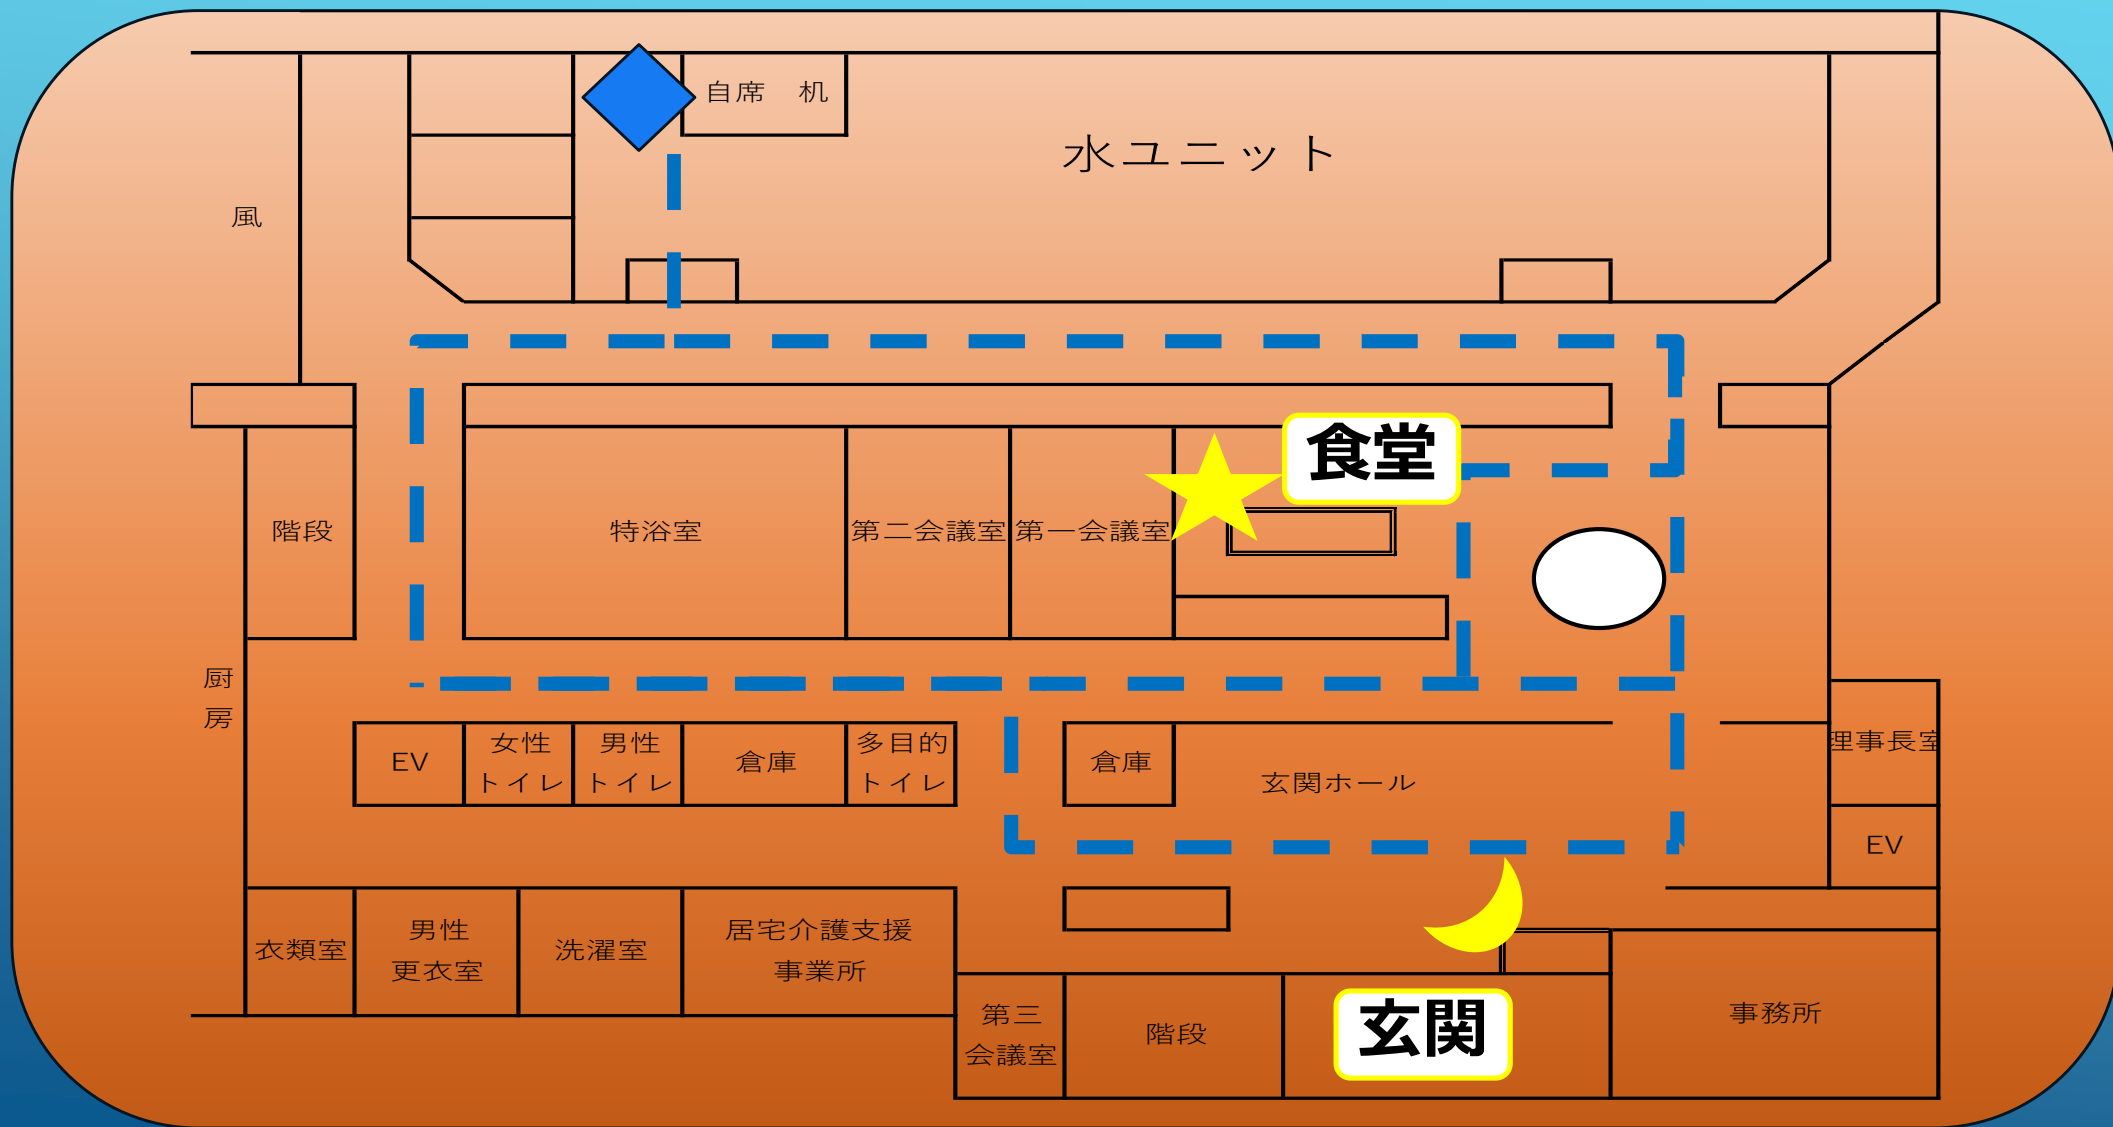 自席　机
水ユニット
風
食堂
階段
特浴室
第二会議室
第一会議室
厨
房
EV
女性
トイレ
男性
トイレ
倉庫
多目的
トイレ
倉庫
玄関ホール
理事長室
EV
衣類室
男性
更衣室
洗濯室
居宅介護支援
事業所
第三
会議室
階段
玄関
事務所